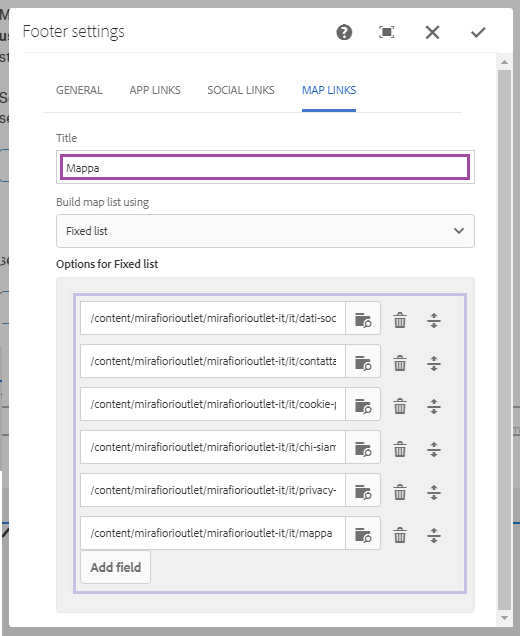 Footer settings
GENERAL APP LINKS SOCIAL LINKS MAP LINKS
Title
Mappa
Build map list using
Fixed list
Options for Fixed list
/content/mirafiorioutlet/mirafiorioutlet-it/it/dati-soc
/content/mirafiorioutlet/mirafiorioutlet-it/it/contatta
/content/mirafiorioutlet/mirafiorioutlet-it/it/cookie-p
/content/mirafiorioutlet/mirafiorioutlet-it/it/chi-siam
/content/mirafiorioutlet/mirafiorioutlet-it/it/privacy-
/content/mirafiorioutlet/mirafiorioutlet-it/it/mappa
Add field